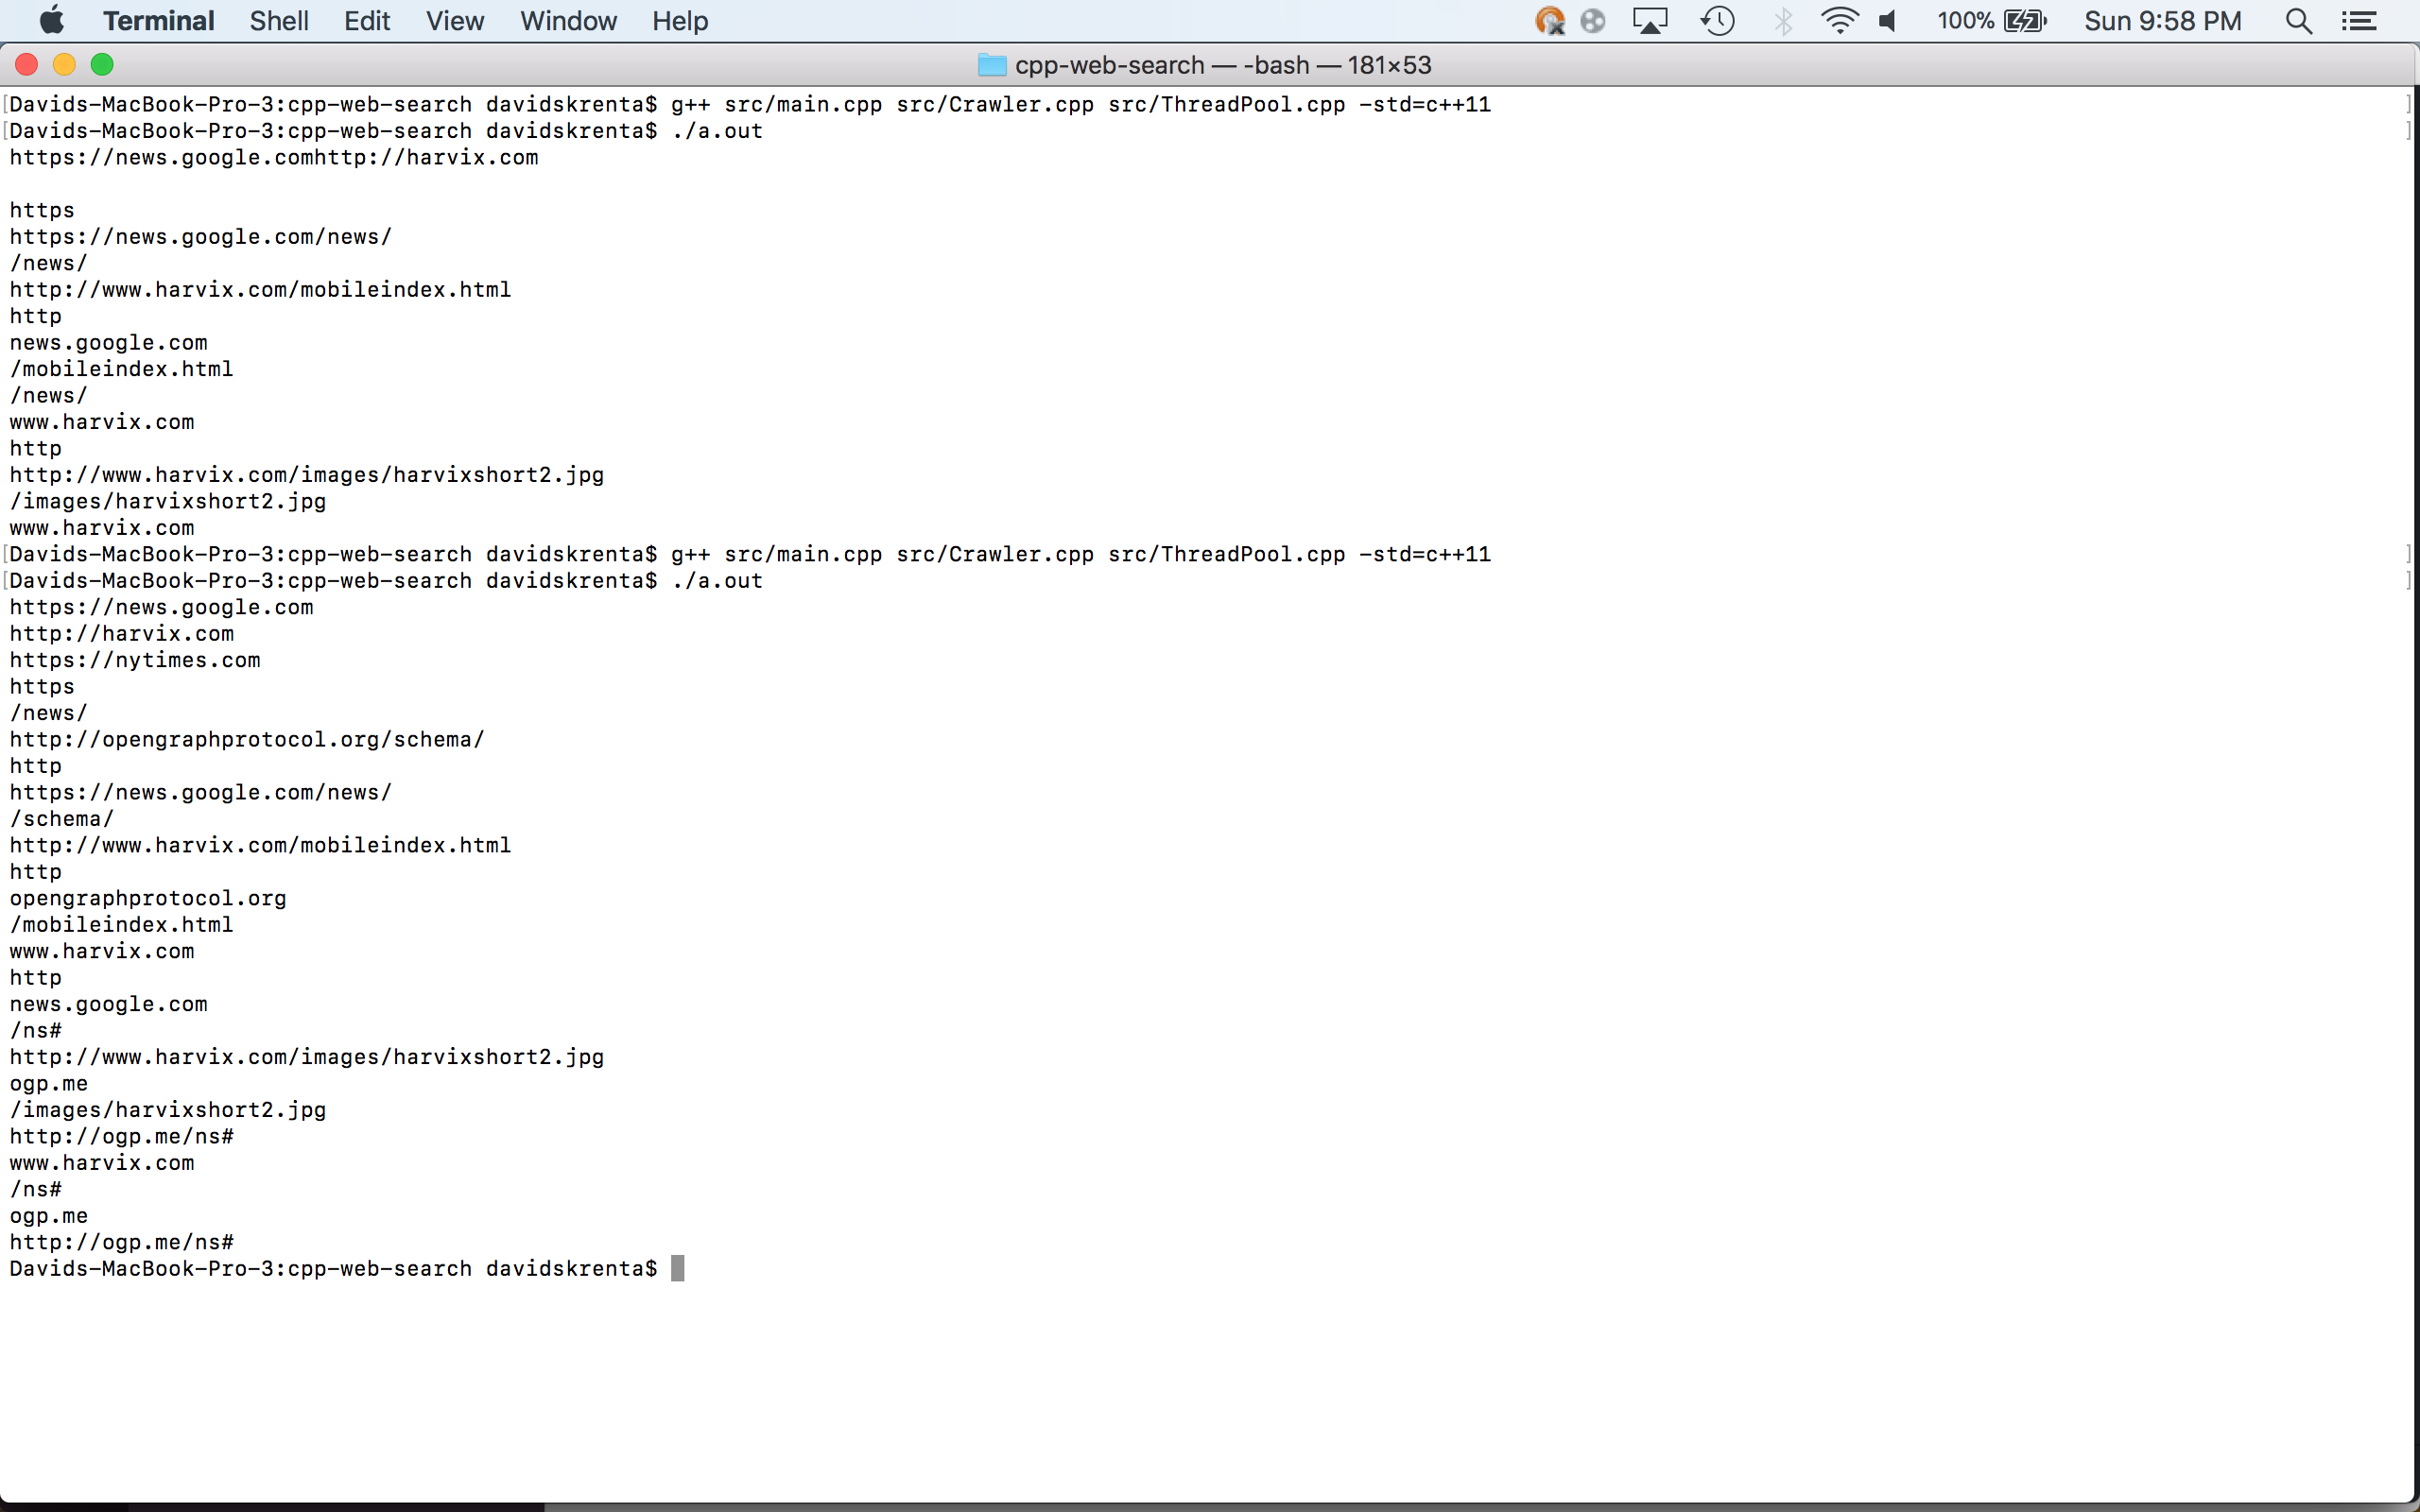 Terminal Shell Edit View Window Help 100% Sun 9:58 PM
cpp-web-search — -bash — 181×53
[Davids-MacBook-Pro-3:cpp-web-search davidskrenta$ g++ src/main.cpp src/Crawler.cpp src/ThreadPool.cpp -std=c++11 ]
[Davids-MacBook-Pro-3:cpp-web-search davidskrenta$ ./a.out ]
https://news.google.comhttp://harvix.com
https
https://news.google.com/news/
/news/
http://www.harvix.com/mobileindex.html
http
news.google.com
/mobileindex.html
/news/
www.harvix.com
http
http://www.harvix.com/images/harvixshort2.jpg
/images/harvixshort2.jpg
www.harvix.com
[Davids-MacBook-Pro-3:cpp-web-search davidskrenta$ g++ src/main.cpp src/Crawler.cpp src/ThreadPool.cpp -std=c++11 ]
[Davids-MacBook-Pro-3:cpp-web-search davidskrenta$ ./a.out ]
https://news.google.com
http://harvix.com
https://nytimes.com
https
/news/
http://opengraphprotocol.org/schema/
http
https://news.google.com/news/
/schema/
http://www.harvix.com/mobileindex.html
http
opengraphprotocol.org
/mobileindex.html
www.harvix.com
http
news.google.com
/ns#
http://www.harvix.com/images/harvixshort2.jpg
ogp.me
/images/harvixshort2.jpg
http://ogp.me/ns#
www.harvix.com
/ns#
ogp.me
http://ogp.me/ns#
Davids-MacBook-Pro-3:cpp-web-search davidskrenta$